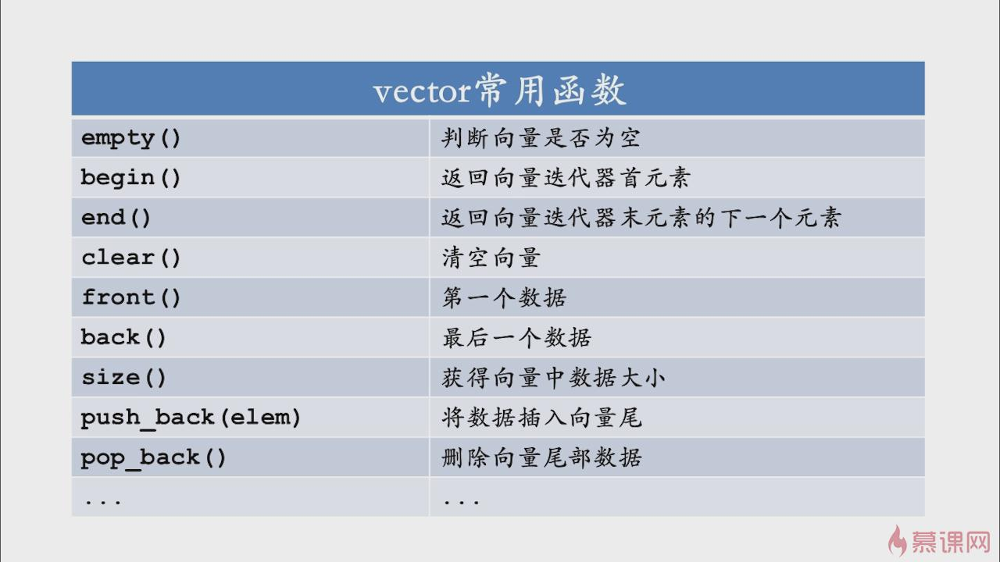 vector常用函数
empty() 判断向量是否为空
begin() 返回向量迭代器首元素
end() 返回向量迭代器末元素的下一个元素
clear() 清空向量
front() 第一个数据
back() 最后一个数据
size() 获得向量中数据大小
push_back(elem) 将数据插入向量尾
pop_back() 删除向量尾部数据
... ...
慕课网